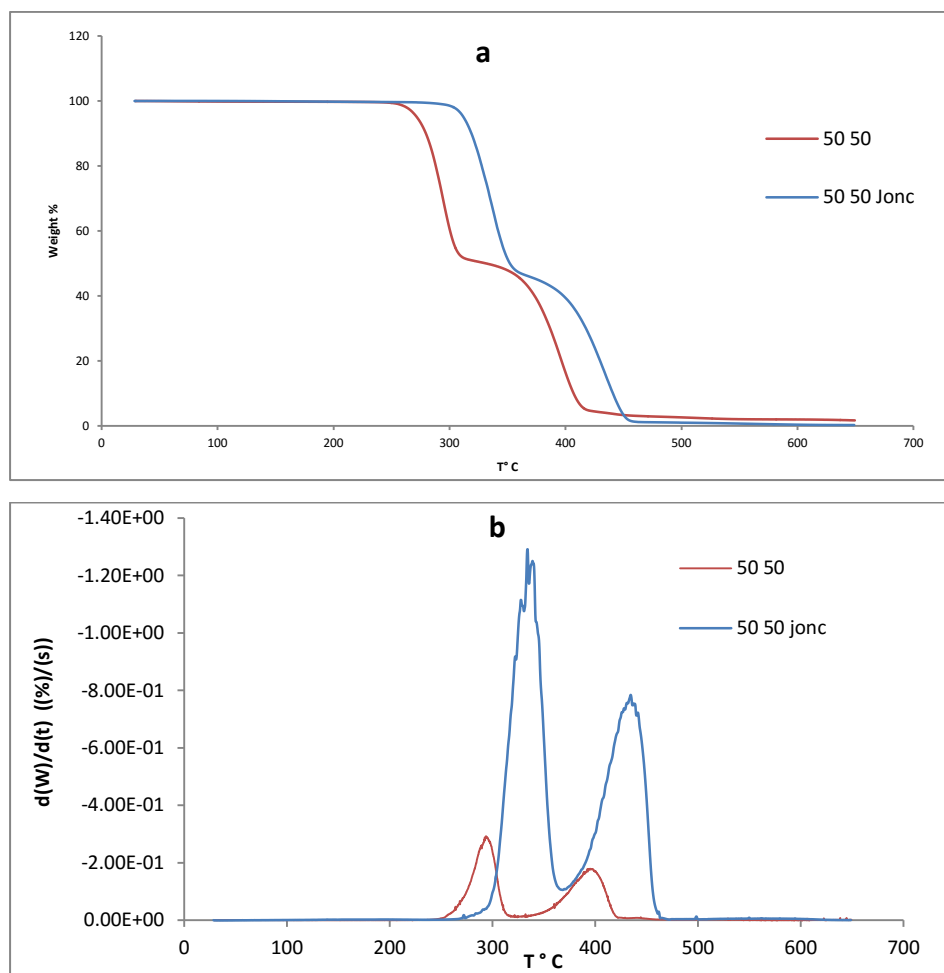 a
120
100
80
60
40
20
0
Weight %
0 100 200 300 400 500 600 700
T° C
50 50
50 50 Jonc
b
-1.40E+00
-1.20E+00
-1.00E+00
-8.00E-01
-6.00E-01
-4.00E-01
-2.00E-01
0.00E+00
d(W)/d(t) ((%)/(s))
0 100 200 300 400 500 600 700
T ° C
50 50
50 50 jonc